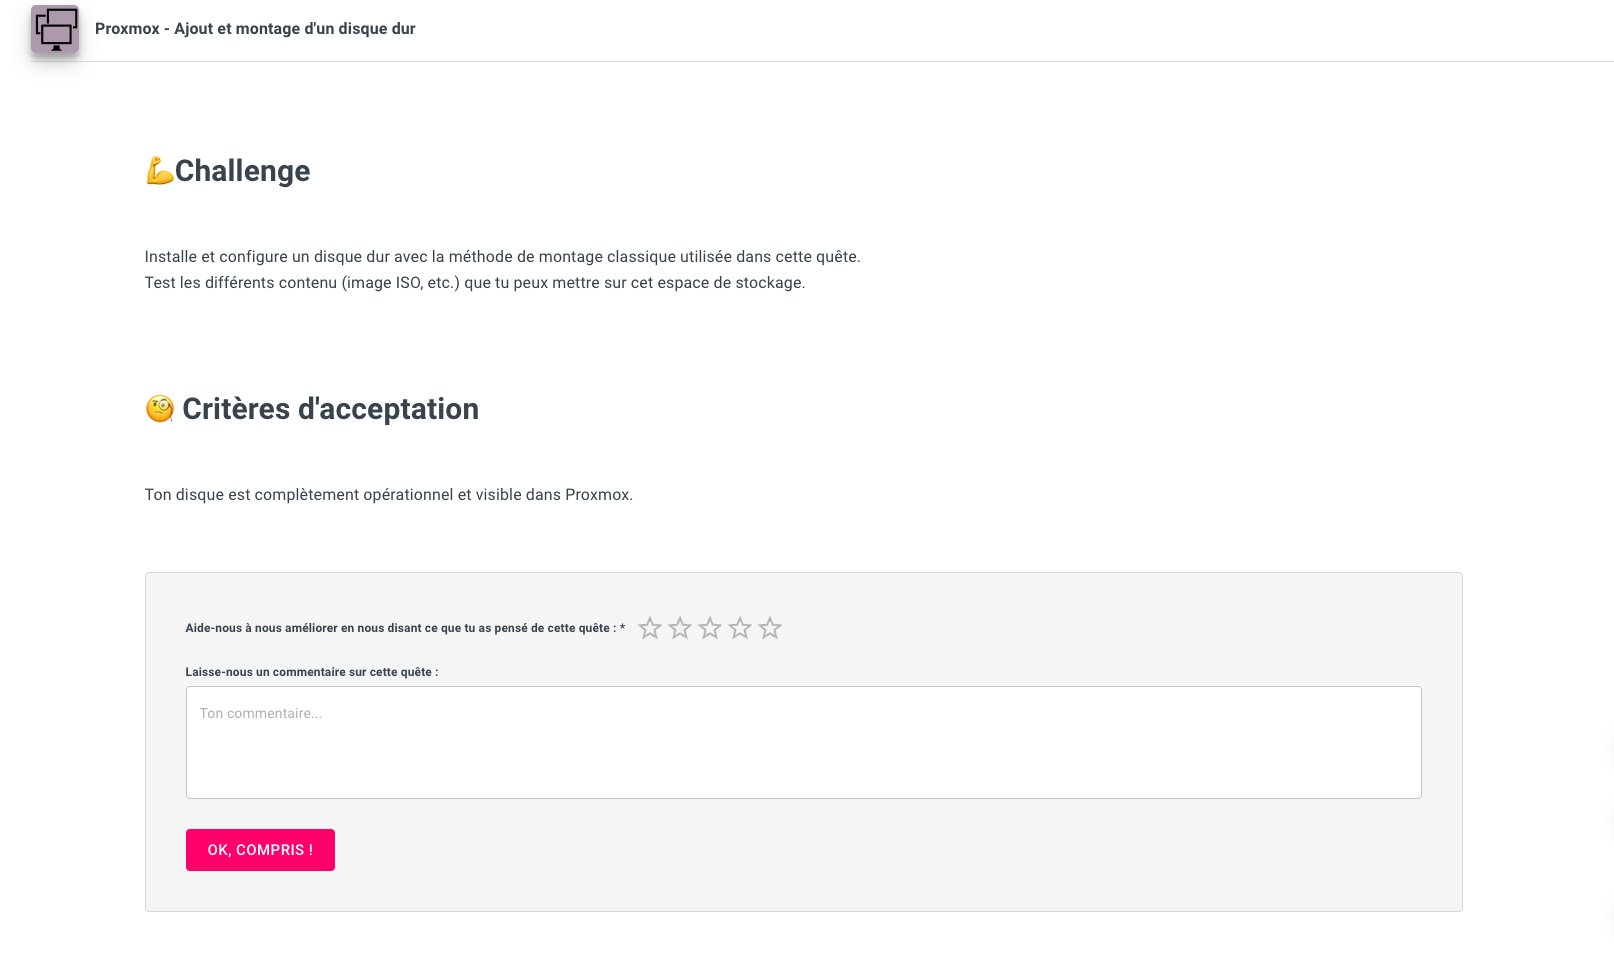 Proxmox - Ajout et montage d'un disque dur
💪Challenge
Installe et configure un disque dur avec la méthode de montage classique utilisée dans cette quête.
Test les différents contenu (image ISO, etc.) que tu peux mettre sur cet espace de stockage.
🧐 Critères d'acceptation
Ton disque est complètement opérationnel et visible dans Proxmox.
Aide-nous à nous améliorer en nous disant ce que tu as pensé de cette quête : *
Laisse-nous un commentaire sur cette quête :
Ton commentaire...
OK, COMPRIS !